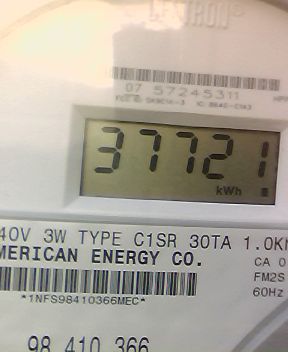 CENTRON®
07 57245311
37721
kWh
40V 3W TYPE C1SR 30TA 1.0K
MERICAN ENERGY CO.
CA 0
FM2S
60Hz
*1NFS98410366MEC*
98 410 366